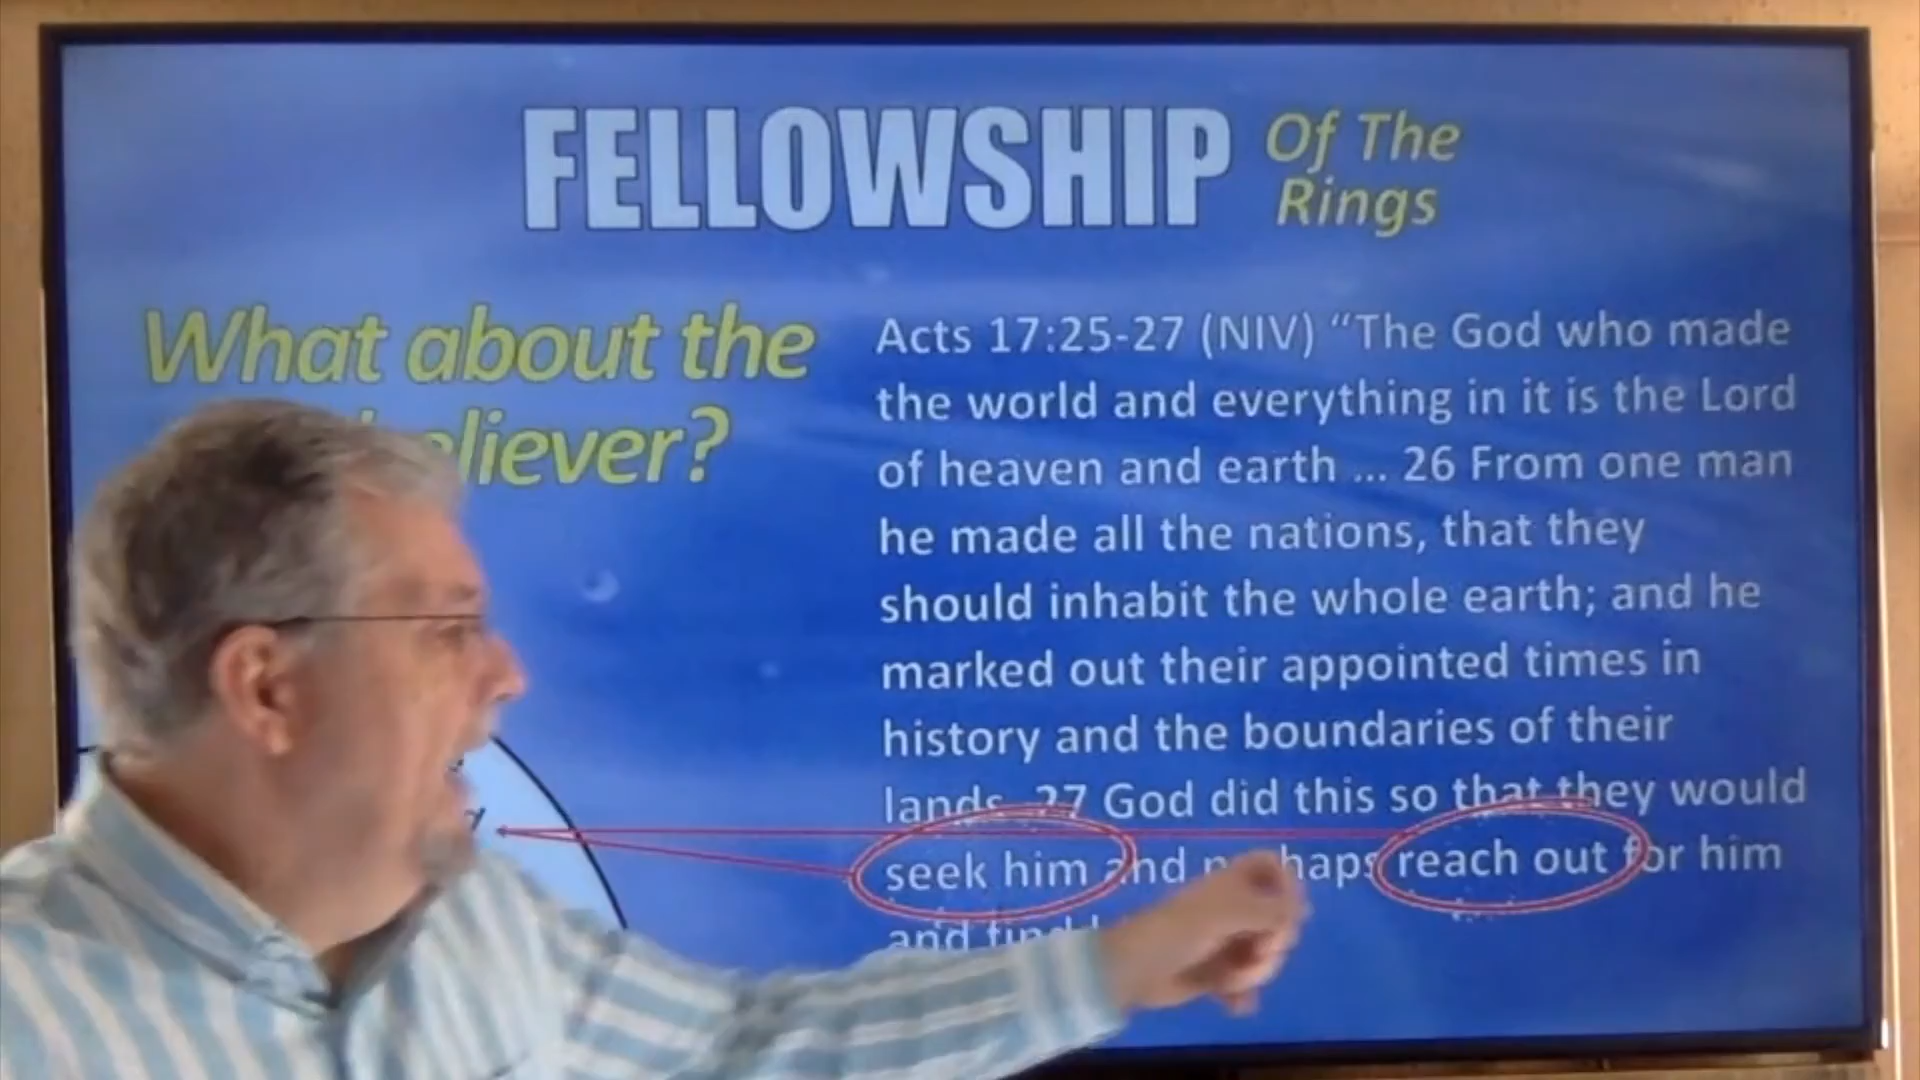 FELLOWSHIP
Of The
Rings
What about the
eliever?
Acts 17:25-27 (NIV) “The God who made
the world and everything in it is the Lord
of heaven and earth ... 26 From one man
he made all the nations, that they
should inhabit the whole earth; and he
marked out their appointed times in
history and the boundaries of their
lands. 27 God did this so that they would
seek him and reach out for him
and find